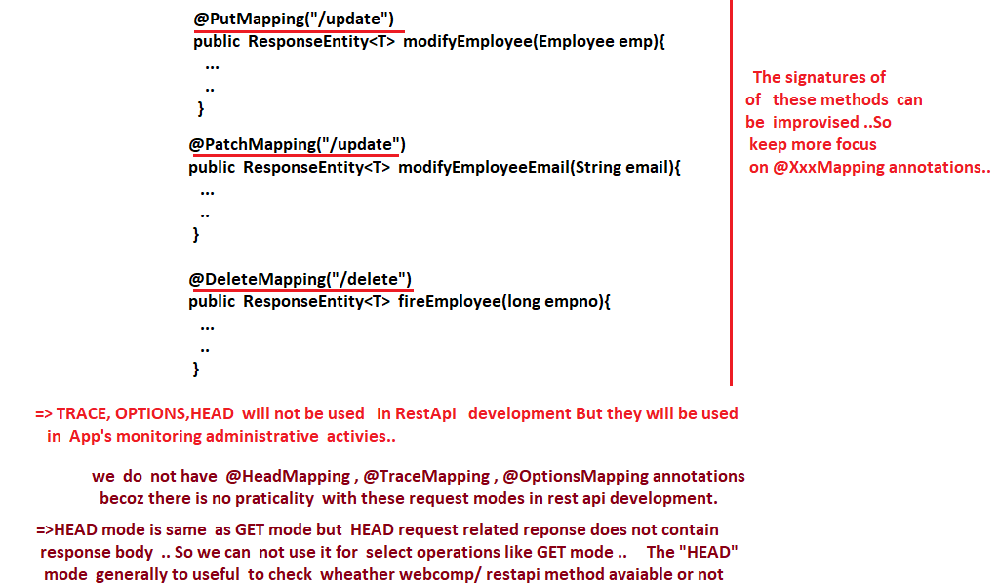 @PutMapping("/update")
public ResponseEntity<T> modifyEmployee(Employee emp){
...
..
}
@PatchMapping("/update")
public ResponseEntity<T> modifyEmployeeEmail(String email){
...
..
}
@DeleteMapping("/delete")
public ResponseEntity<T> fireEmployee(long empno){
...
..
}
The signatures of
of these methods can
be improvised ..So
keep more focus
on @XxxMapping annotations..
=> TRACE, OPTIONS,HEAD will not be used in RestApI development But they will be used
in App's monitoring administrative activies..
we do not have @HeadMapping , @TraceMapping , @OptionsMapping annotations
becoz there is no praticality with these request modes in rest api development.
=>HEAD mode is same as GET mode but HEAD request related reponse does not contain
response body .. So we can not use it for select operations like GET mode .. The "HEAD"
mode generally to useful to check wheather webcomp/ restapi method avaiable or not